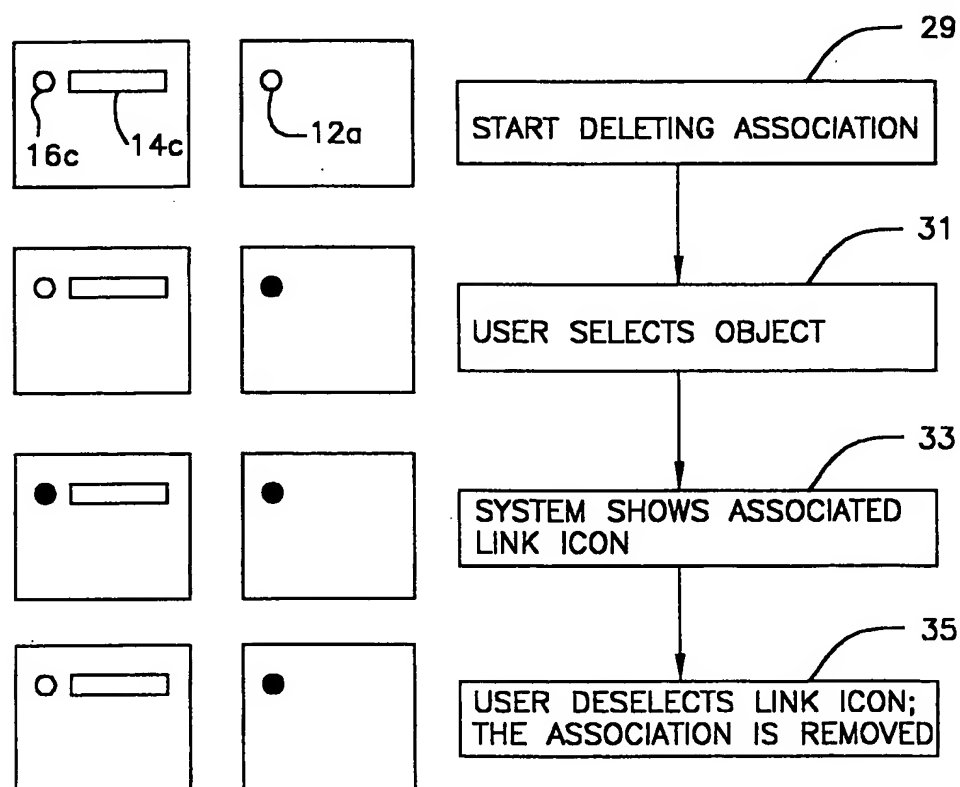 29
START DELETING ASSOCIATION
16c
14c
12a
31
USER SELECTS OBJECT
33
SYSTEM SHOWS ASSOCIATED
LINK ICON
35
USER DESELECTS LINK ICON;
THE ASSOCIATION IS REMOVED